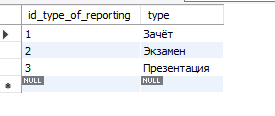 id_type_of_reporting type
1 Зачёт
2 Экзамен
3 Презентация
NULL NULL